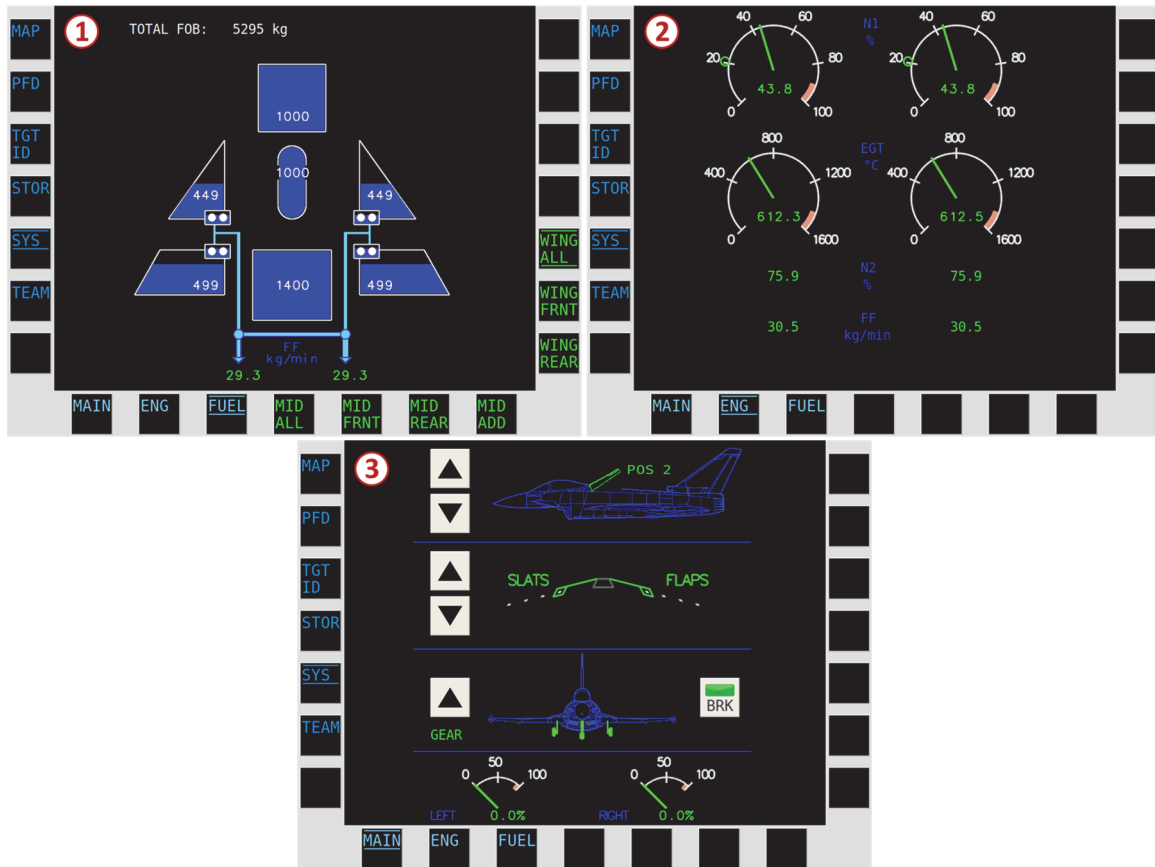 1
TOTAL FOB: 5295 kg
MAP
PFD
TGT
ID
STOR
SYS
TEAM
1000
1000
449
449
499
1400
499
FF
kg/min
29.3
29.3
WING
ALL
WING
FRNT
WING
REAR
MAIN
ENG
FUEL
MID
ALL
MID
FRNT
MID
REAR
MID
ADD
2
MAP
PFD
TGT
ID
STOR
SYS
TEAM
0
20
40
60
80
100
43.8
N1
%
0
20
40
60
80
100
43.8
0
400
800
1200
1600
612.3
EGT
°C
0
400
800
1200
1600
612.5
75.9
N2
%
75.9
30.5
FF
kg/min
30.5
MAIN
ENG
FUEL
3
MAP
PFD
TGT
ID
STOR
SYS
TEAM
POS 2
SLATS
FLAPS
GEAR
BRK
0
50
100
LEFT
0.0%
0
50
100
RIGHT
0.0%
MAIN
ENG
FUEL